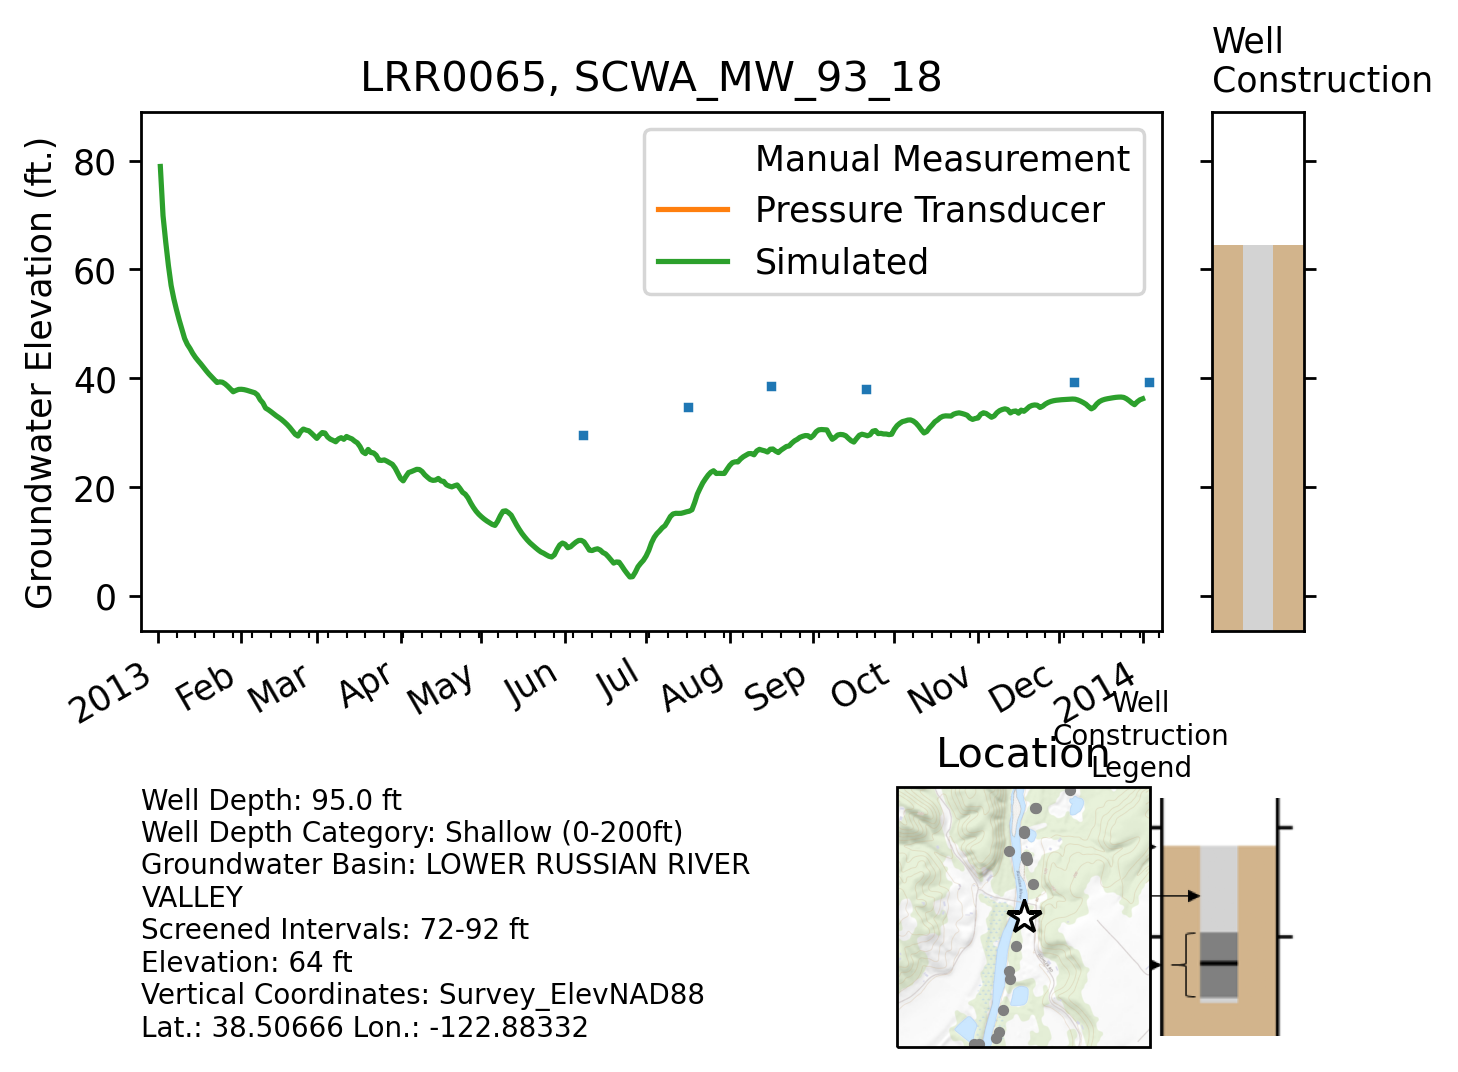 Well
Construction
LRR0065, SCWA_MW_93_18
Groundwater Elevation (ft.)
80
60
40
20
0
Manual Measurement
Pressure Transducer
Simulated
2013
Feb
Mar
Apr
May
Jun
Jul
Aug
Sep
Oct
Nov
Dec
2014
Well
Construction
Legend
Location
Well Depth: 95.0 ft
Well Depth Category: Shallow (0-200ft)
Groundwater Basin: LOWER RUSSIAN RIVER
VALLEY
Screened Intervals: 72-92 ft
Elevation: 64 ft
Vertical Coordinates: Survey_ElevNAD88
Lat.: 38.50666 Lon.: -122.88332